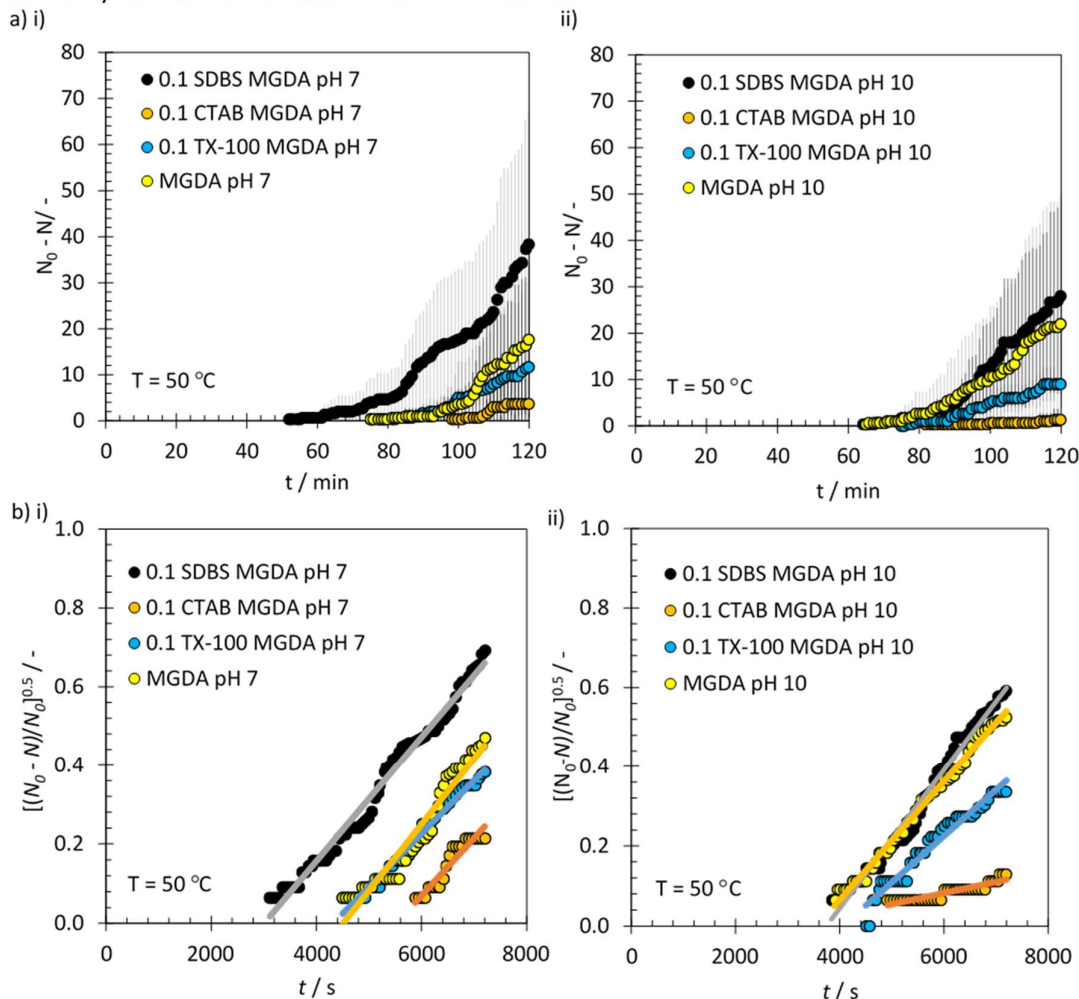 a) i)
80
70
60
50
40
30
20
10
0
N₀ - N/ -
0.1 SDBS MGDA pH 7
0.1 CTAB MGDA pH 7
0.1 TX-100 MGDA pH 7
MGDA pH 7
T = 50 °C
0 20 40 60 80 100 120
t / min
ii)
80
70
60
50
40
30
20
10
0
N₀ - N/ -
0.1 SDBS MGDA pH 10
0.1 CTAB MGDA pH 10
0.1 TX-100 MGDA pH 10
MGDA pH 10
T = 50 °C
0 20 40 60 80 100 120
t / min
b) i)
1.0
0.8
0.6
0.4
0.2
0.0
[(N₀ - N)/N₀]^0.5 / -
0.1 SDBS MGDA pH 7
0.1 CTAB MGDA pH 7
0.1 TX-100 MGDA pH 7
MGDA pH 7
T = 50 °C
0 2000 4000 6000 8000
t / s
ii)
1.0
0.8
0.6
0.4
0.2
0.0
[(N₀-N)/N₀]^0.5 / -
0.1 SDBS MGDA pH 10
0.1 CTAB MGDA pH 10
0.1 TX-100 MGDA pH 10
MGDA pH 10
T = 50 °C
0 2000 4000 6000 8000
t / s